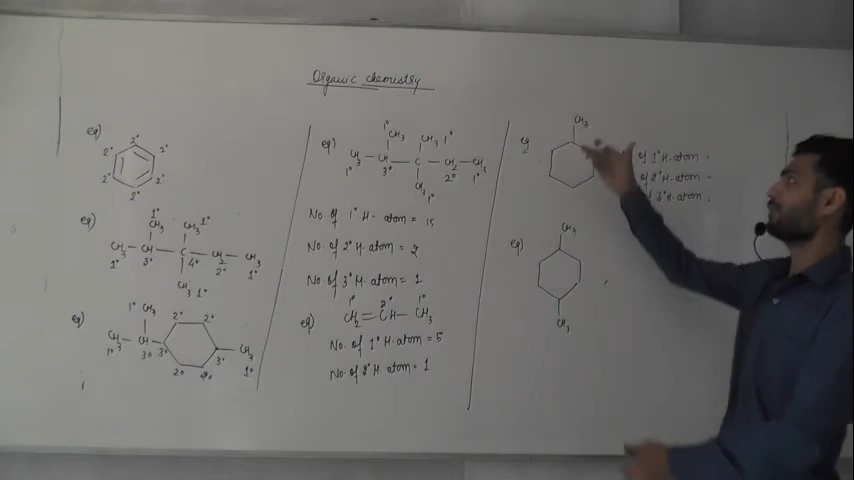 Organic chemistry
eg)
2° 2° 2°
2° 2°
2°
eg)
1° CH3 CH3 1°
CH3 - CH - C - CH2 - CH3
1° 3° 4° 2° 1°
CH3 1°
eg)
1° CH3 2° 2°
CH3 - CH 3° CH3
1° 3° 3° 1°
2° 2°
eg)
1° CH3 CH3 1°
CH3 - CH - C - CH2 - CH3
1° 3° 2° 1°
CH3 1°
No. of 1° H- atom = 15
No. of 2° H- atom = 2
No. of 3° H- atom = 1
eg)
1° 2° 1°
CH2 = CH - CH3
No. of 1° H-atom = 5
No. of 2° H-atom = 1
eg
CH3
of 1° H-atom =
of 2° H-atom =
3° H-atom =
eg)
CH3
CH3